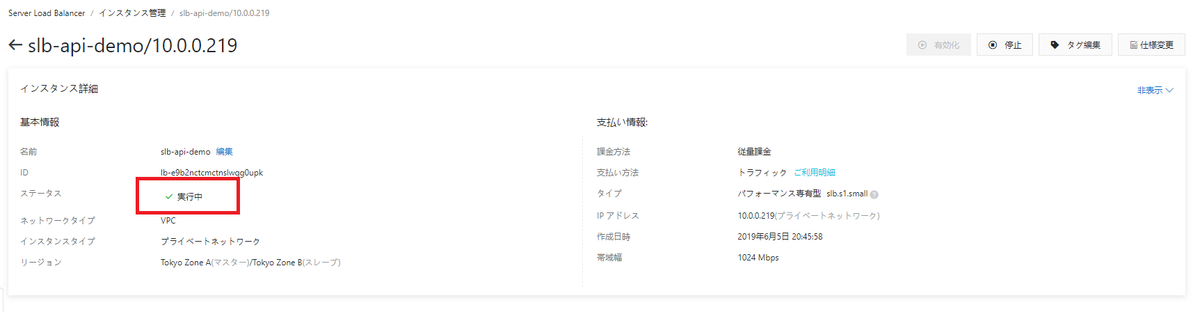 Server Load Balancer / インスタンス管理 / slb-api-demo/10.0.0.219
← slb-api-demo/10.0.0.219
有効化 停止 タグ編集 仕様変更
インスタンス詳細 非表示
基本情報
名前 slb-api-demo 編集
ID lb-e9b2nctcmctnslwqg0upk
ステータス 実行中
ネットワークタイプ VPC
インスタンスタイプ プライベートネットワーク
リージョン Tokyo Zone A(マスター)/Tokyo Zone B(スレーブ)
支払い情報:
課金方法 従量課金
支払い方法 トラフィック ご利用明細
タイプ パフォーマンス専有型 slb.s1.small
IP アドレス 10.0.0.219(プライベートネットワーク)
作成日時 2019年6月5日 20:45:58
帯域幅 1024 Mbps